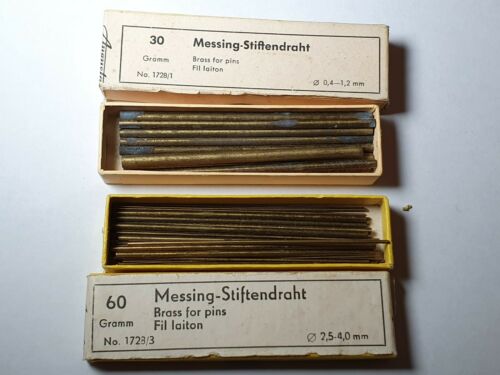 30 Messing-Stiftendraht
Gramm Brass for pins
No. 1728/1 Fil laiton
Ø 0,4–1,2 mm
60 Messing-Stiftendraht
Gramm Brass for pins
Fil laiton
No. 1728/3 Ø 2,5-4,0 mm